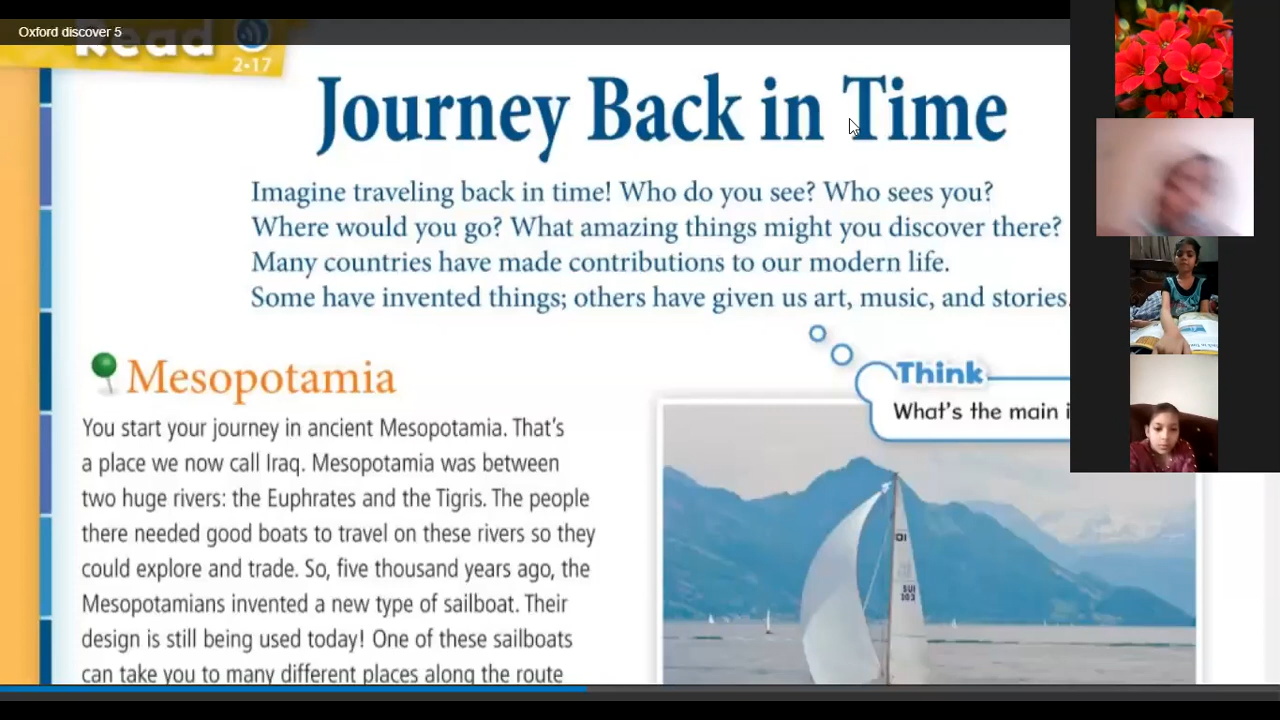 Oxford discover 5
Read
2•17
Journey Back in Time
Imagine traveling back in time! Who do you see? Who sees you?
Where would you go? What amazing things might you discover there?
Many countries have made contributions to our modern life.
Some have invented things; others have given us art, music, and stories.
Mesopotamia
You start your journey in ancient Mesopotamia. That's
a place we now call Iraq. Mesopotamia was between
two huge rivers: the Euphrates and the Tigris. The people
there needed good boats to travel on these rivers so they
could explore and trade. So, five thousand years ago, the
Mesopotamians invented a new type of sailboat. Their
design is still being used today! One of these sailboats
can take you to many different places along the route
Think
What's the main
SUI